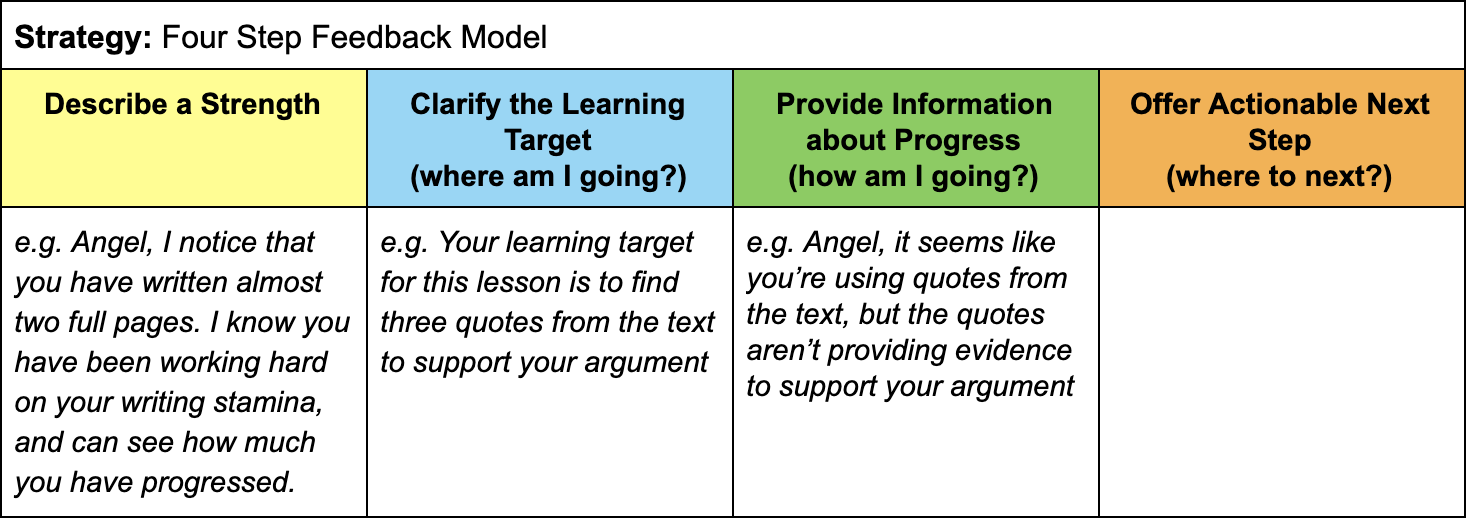 Strategy: Four Step Feedback Model
Describe a Strength
Clarify the Learning
Target
(where am I going?)
Provide Information
about Progress
(how am I going?)
Offer Actionable Next
Step
(where to next?)
e.g. Angel, I notice that
you have written almost
two full pages. I know you
have been working hard
on your writing stamina,
and can see how much
you have progressed.
e.g. Your learning target
for this lesson is to find
three quotes from the text
to support your argument
e.g. Angel, it seems like
you’re using quotes from
the text, but the quotes
aren’t providing evidence
to support your argument